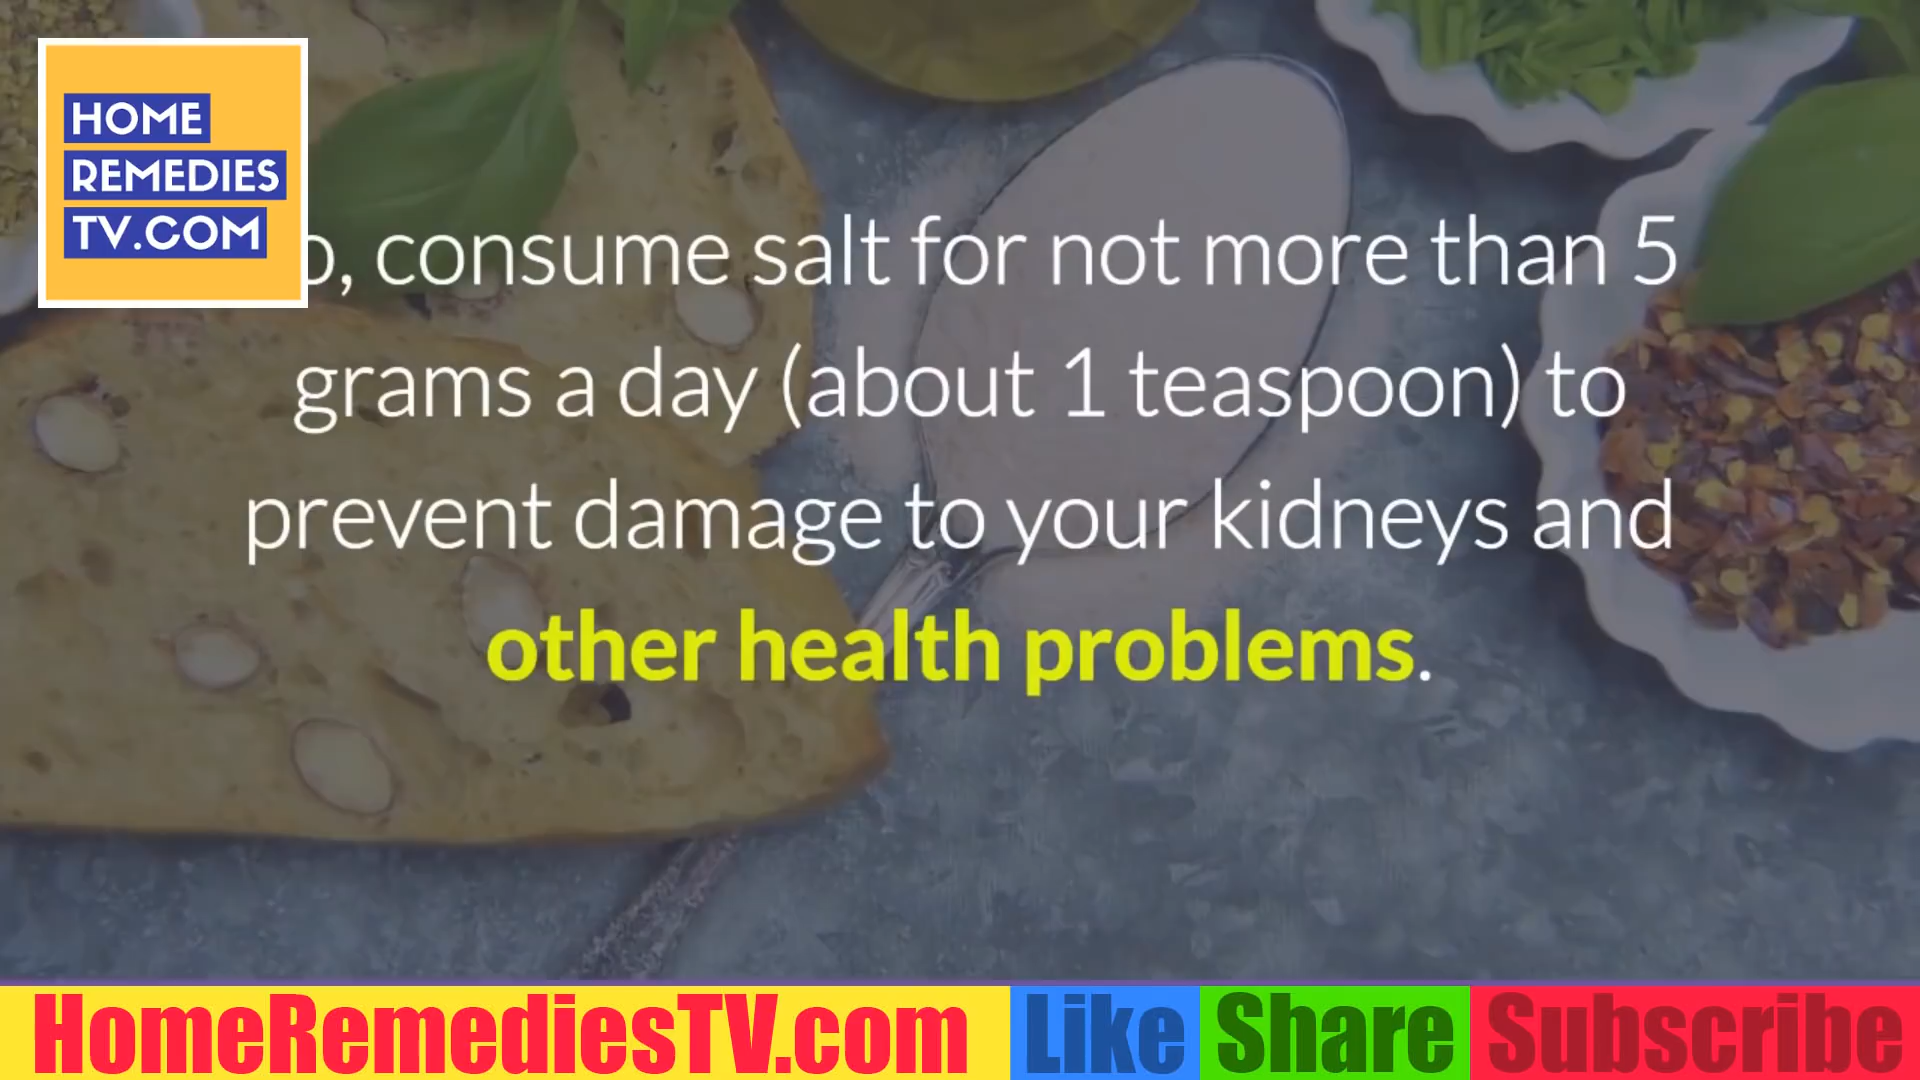 HOME
REMEDIES
TV.COM
consume salt for not more than 5
grams a day (about 1 teaspoon) to
prevent damage to your kidneys and
other health problems.
HomeRemediesTV.com Like Share Subscribe